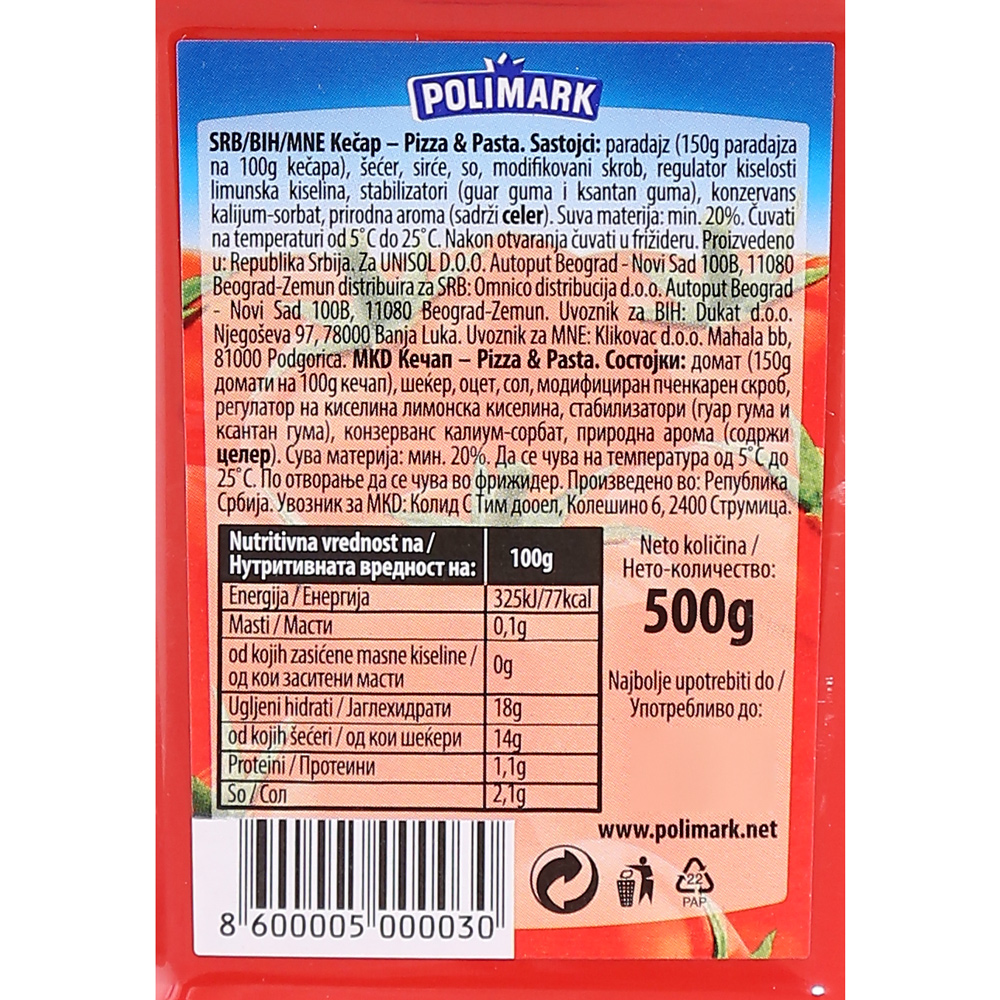 POLIMARK
SRB/BIH/MNE Kečap – Pizza & Pasta. Sastojci: paradajz (150g paradajza
na 100g kečapa), šećer, sirće, so, modifikovani skrob, regulator kiselosti
limunska kiselina, stabilizatori (guar guma i ksantan guma), konzervans
kalijum-sorbat, prirodna aroma (sadrži celer). Suva materija: min. 20%. Čuvati
na temperaturi od 5°C do 25°C. Nakon otvaranja čuvati u frižideru. Proizvedeno
u: Republika Srbija. Za UNISOL D.O.O. Autoput Beograd - Novi Sad 100B, 11080
Beograd-Zemun distribuira za SRB: Omnico distribucija d.o.o. Autoput Beograd
- Novi Sad 100B, 11080 Beograd-Zemun. Uvoznik za BIH: Dukat d.o.o.
Njegoševa 97, 78000 Banja Luka. Uvoznik za MNE: Klikovac d.o.o. Mahala bb,
81000 Podgorica. MKD Кечап – Pizza & Pasta. Состојки: домат (150g
домати на 100g кечап), шеќер, оцет, сол, модифициран пченкарен скроб,
регулатор на киселина лимонска киселина, стабилизатори (гуар гума и
ксантан гума), конзерванс калиум-сорбат, природна арома (содржи
целер). Сува материја: мин. 20%. Да се чува на температура од 5°C до
25°C. По отворање да се чува во фрижидер. Произведено во: Република
Србија. Увозник за MKD: Колид С Тим дооел, Колешино 6, 2400 Струмица.
Nutritivna vrednost na / Нутритивната вредност на: 100g
Energija / Енергија 325kJ/77kcal
Masti / Масти 0,1g
od kojih zasićene masne kiseline /
од кои заситени масти 0g
Ugljeni hidrati / Јаглехидрати 18g
od kojih šećeri / од кои шеќери 14g
Proteini / Протеини 1,1g
So / Сол 2,1g
Neto količina /
Нето-количество:
500g
Najbolje upotrebiti do /
Употребливо до:
www.polimark.net
22
PAP
8 600005 000030